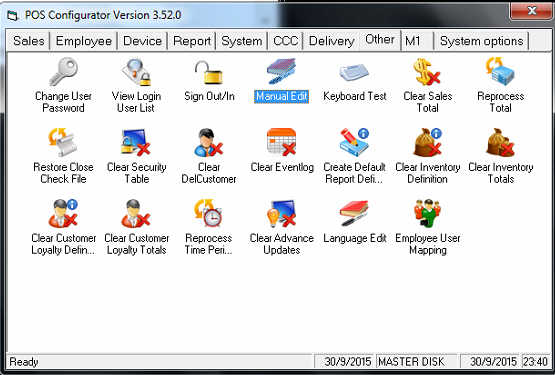 POS Configurator Version 3.52.0
Sales Employee Device Report System CCC Delivery Other M1 System options
Change User Password
View Login User List
Sign Out/In
Manual Edit
Keyboard Test
Clear Sales Total
Reprocess Total
Restore Close Check File
Clear Security Table
Clear DelCustomer
Clear Eventlog
Create Default Report Defi...
Clear Inventory Definition
Clear Inventory Totals
Clear Customer Loyalty Defin...
Clear Customer Loyalty Totals
Reprocess Time Peri...
Clear Advance Updates
Language Edit
Employee User Mapping
Ready 30/9/2015 MASTER DISK 30/9/2015 23:40